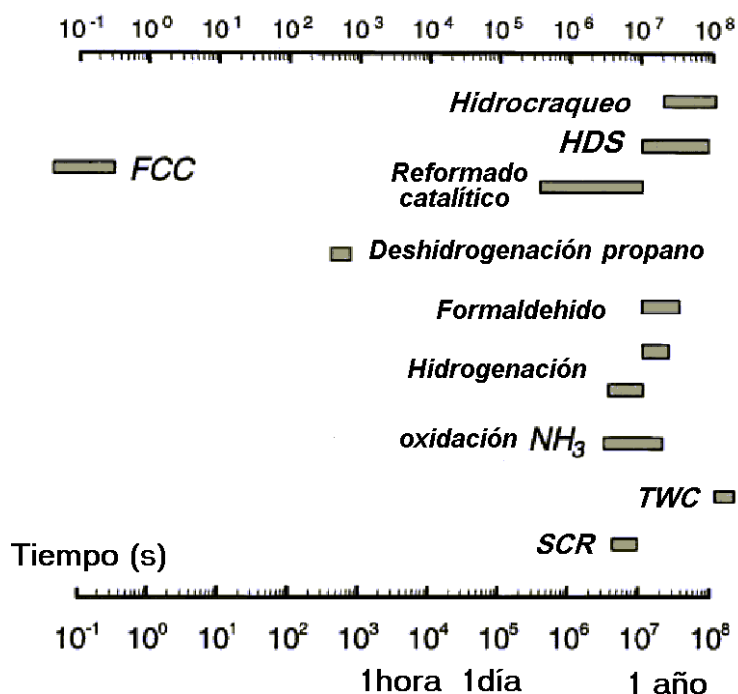 10⁻¹ 10⁰ 10¹ 10² 10³ 10⁴ 10⁵ 10⁶ 10⁷ 10⁸
Hidrocraqueo
HDS
FCC
Reformado
catalítico
Deshidrogenación propano
Formaldehido
Hidrogenación
oxidación NH₃
TWC
SCR
Tiempo (s)
10⁻¹ 10⁰ 10¹ 10² 10³ 10⁴ 10⁵ 10⁶ 10⁷ 10⁸
1hora 1día 1 año